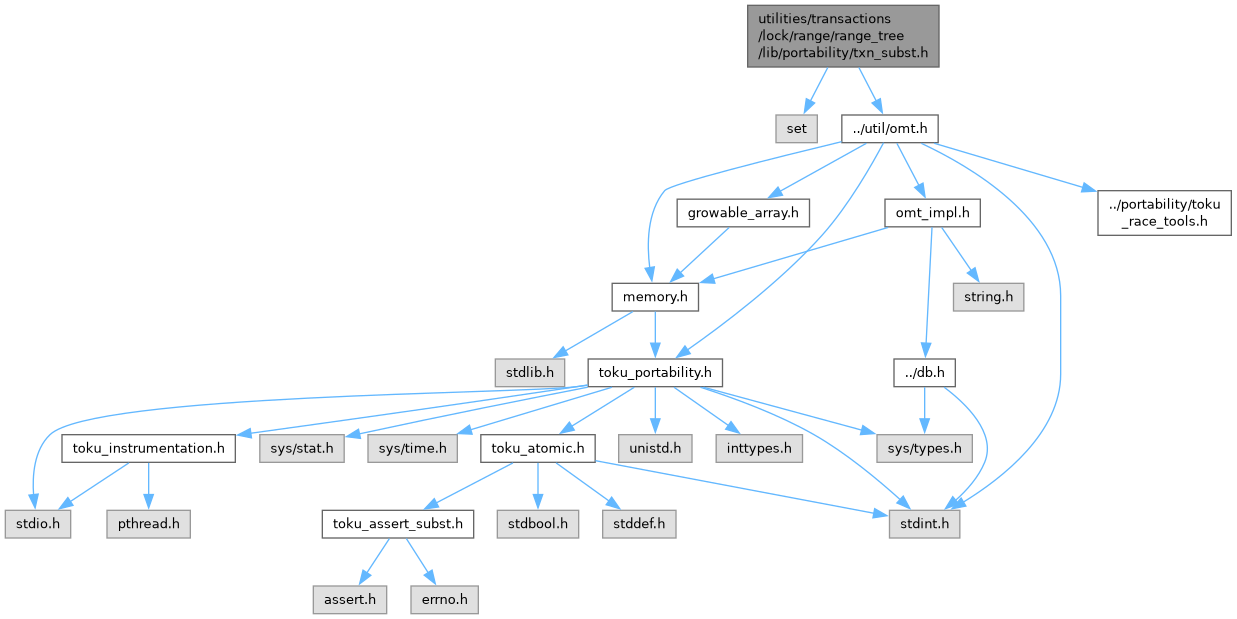 utilities/transactions
/lock/range/range_tree
/lib/portability/txn_subst.h
set
../util/omt.h
growable_array.h
omt_impl.h
../portability/toku
_race_tools.h
memory.h
string.h
stdlib.h
toku_portability.h
../db.h
toku_instrumentation.h
sys/stat.h
sys/time.h
toku_atomic.h
unistd.h
inttypes.h
sys/types.h
stdio.h
pthread.h
toku_assert_subst.h
stdbool.h
stddef.h
stdint.h
assert.h
errno.h